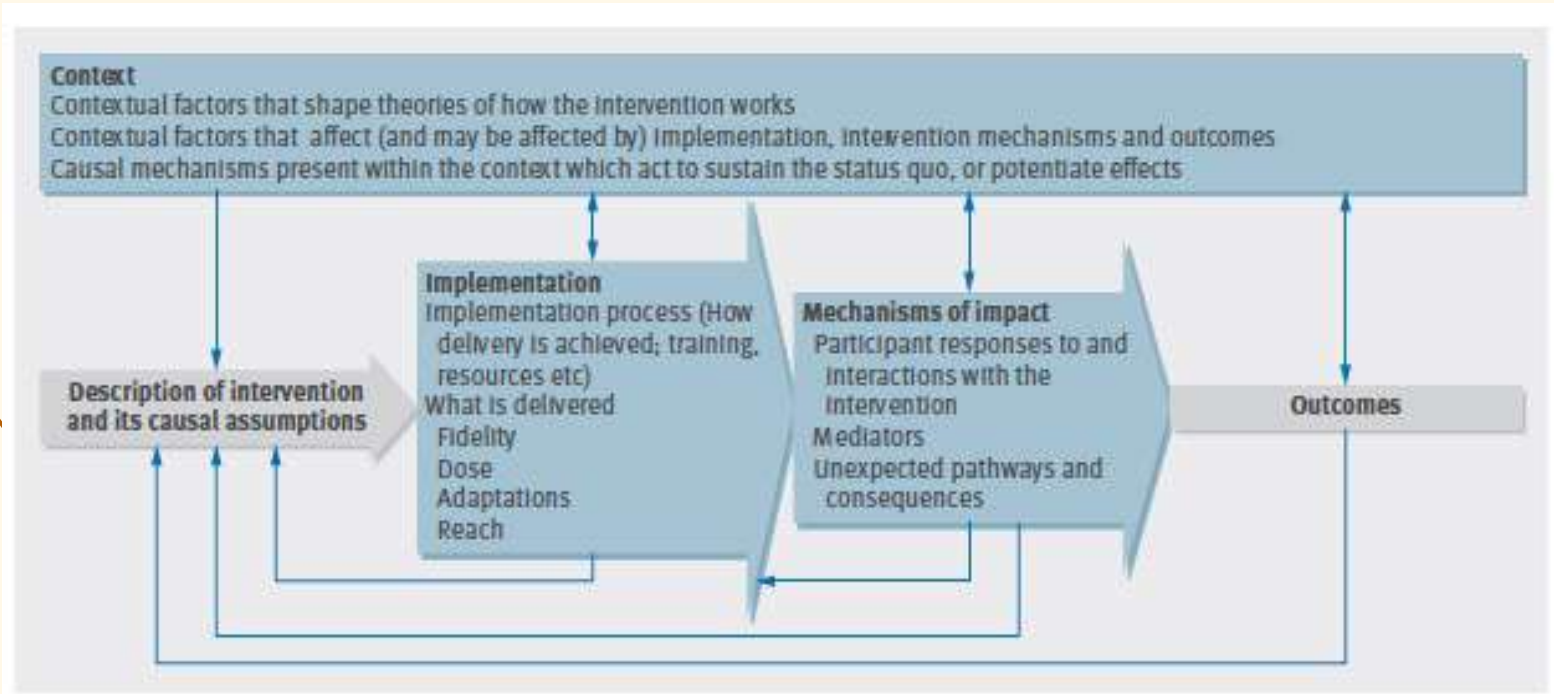 Context
Contextual factors that shape theories of how the intervention works
Contextual factors that affect (and may be affected by) implementation, intervention mechanisms and outcomes
Causal mechanisms present within the context which act to sustain the status quo, or potentiate effects
Description of intervention
and its causal assumptions
Implementation
Implementation process (How
delivery is achieved; training,
resources etc)
What is delivered
Fidelity
Dose
Adaptations
Reach
Mechanisms of impact
Participant responses to and
interactions with the
intervention
Mediators
Unexpected pathways and
consequences
Outcomes